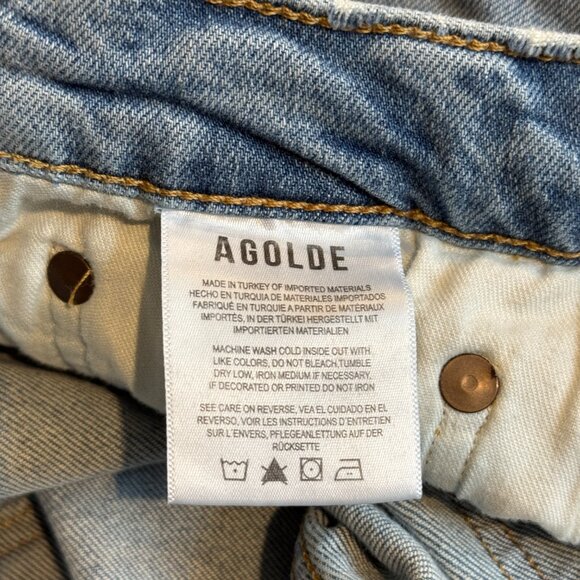 AGOLDE
MADE IN TURKEY OF IMPORTED MATERIALS
HECHO EN TURQUIA DE MATERIALES IMPORTADOS
FABRIQUÉ EN TURQUIE A PARTIR DE MATERIAUX
IMPORTÉS, IN DER TÜRKEI HERGESTELLT MIT
IMPORTIERTEN MATERIALIEN
MACHINE WASH COLD INSIDE OUT WITH
LIKE COLORS, DO NOT BLEACH,TUMBLE
DRY LOW, IRON MEDIUM IF NECESSARY,
IF DECORATED OR PRINTED DO NOT IRON
SEE CARE ON REVERSE, VEA EL CUIDADO EN EL
REVERSO, VOIR LES INSTRUCTIONS D'ENTRETIEN
SUR L'ENVERS, PFLEGEANLEITUNG AUF DER
RÜCKSETTE